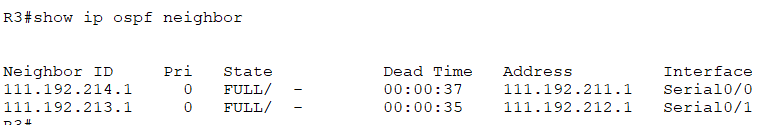 R3#show ip ospf neighbor
Neighbor ID     Pri   State           Dead Time   Address         Interface
111.192.214.1     0   FULL/  -        00:00:37    111.192.211.1   Serial0/0
111.192.213.1     0   FULL/  -        00:00:35    111.192.212.1   Serial0/1
R3#